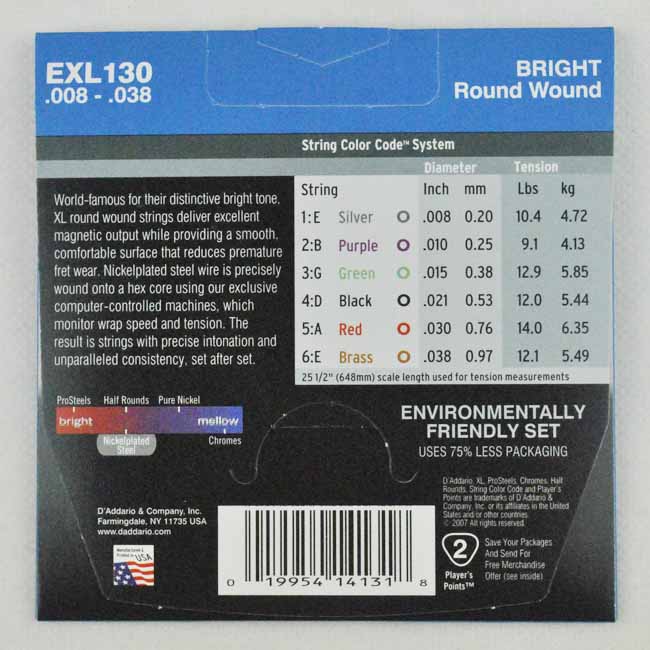 EXL130
.008 - .038
BRIGHT
Round Wound
String Color Code™ System
Diameter Tension
String Inch mm Lbs kg
1:E Silver .008 0.20 10.4 4.72
2:B Purple .010 0.25 9.1 4.13
3:G Green .015 0.38 12.9 5.85
4:D Black .021 0.53 12.0 5.44
5:A Red .030 0.76 14.0 6.35
6:E Brass .038 0.97 12.1 5.49
25 1/2" (648mm) scale length used for tension measurements
World-famous for their distinctive bright tone,
XL round wound strings deliver excellent
magnetic output while providing a smooth,
comfortable surface that reduces premature
fret wear. Nickelplated steel wire is precisely
wound onto a hex core using our exclusive
computer-controlled machines, which
monitor wrap speed and tension. The
result is strings with precise intonation and
unparalleled consistency, set after set.
ProSteels Half Rounds Pure Nickel
bright mellow
Nickelplated
Steel
Chromes
ENVIRONMENTALLY
FRIENDLY SET
USES 75% LESS PACKAGING
D'Addario, XL, ProSteels, Chromes, Half
Rounds, String Color Code and Player's
Points are trademarks of D'Addario &
Company, Inc. or its affiliates in the United
States and/or other countries.
© 2007 All rights reserved.
D'Addario & Company, Inc.
Farmingdale, NY 11735 USA
www.daddario.com
Manufactured &
Printed in
USA
0 19954 14131 8
2
Player's
Points™
Save Your Packages
And Send For
Free Merchandise
Offer (see inside)